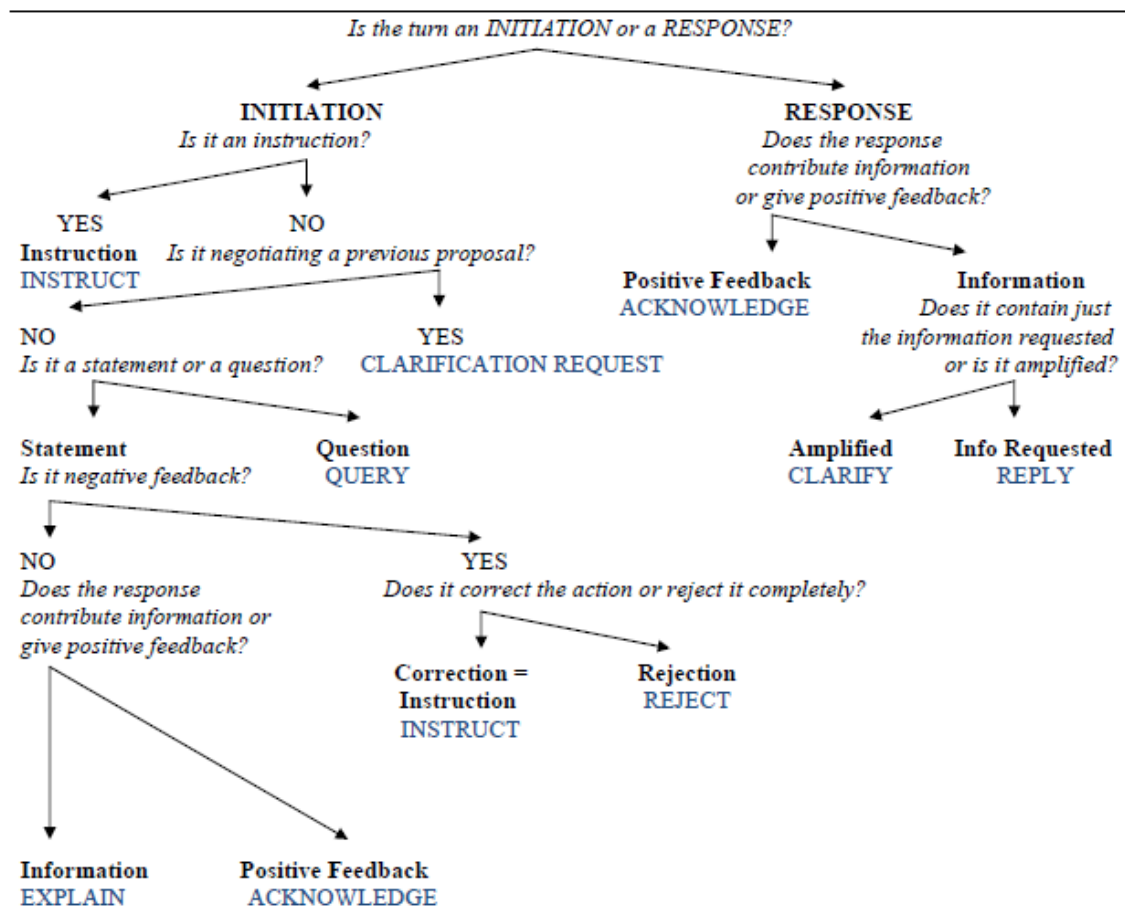 Is the turn an INITIATION or a RESPONSE?
INITIATION
Is it an instruction?
RESPONSE
Does the response
contribute information
or give positive feedback?
YES
Instruction
INSTRUCT
NO
Is it negotiating a previous proposal?
Positive Feedback
ACKNOWLEDGE
Information
Does it contain just
the information requested
or is it amplified?
NO
Is it a statement or a question?
YES
CLARIFICATION REQUEST
Statement
Is it negative feedback?
Question
QUERY
Amplified
CLARIFY
Info Requested
REPLY
NO
Does the response
contribute information or
give positive feedback?
YES
Does it correct the action or reject it completely?
Correction =
Instruction
INSTRUCT
Rejection
REJECT
Information
EXPLAIN
Positive Feedback
ACKNOWLEDGE